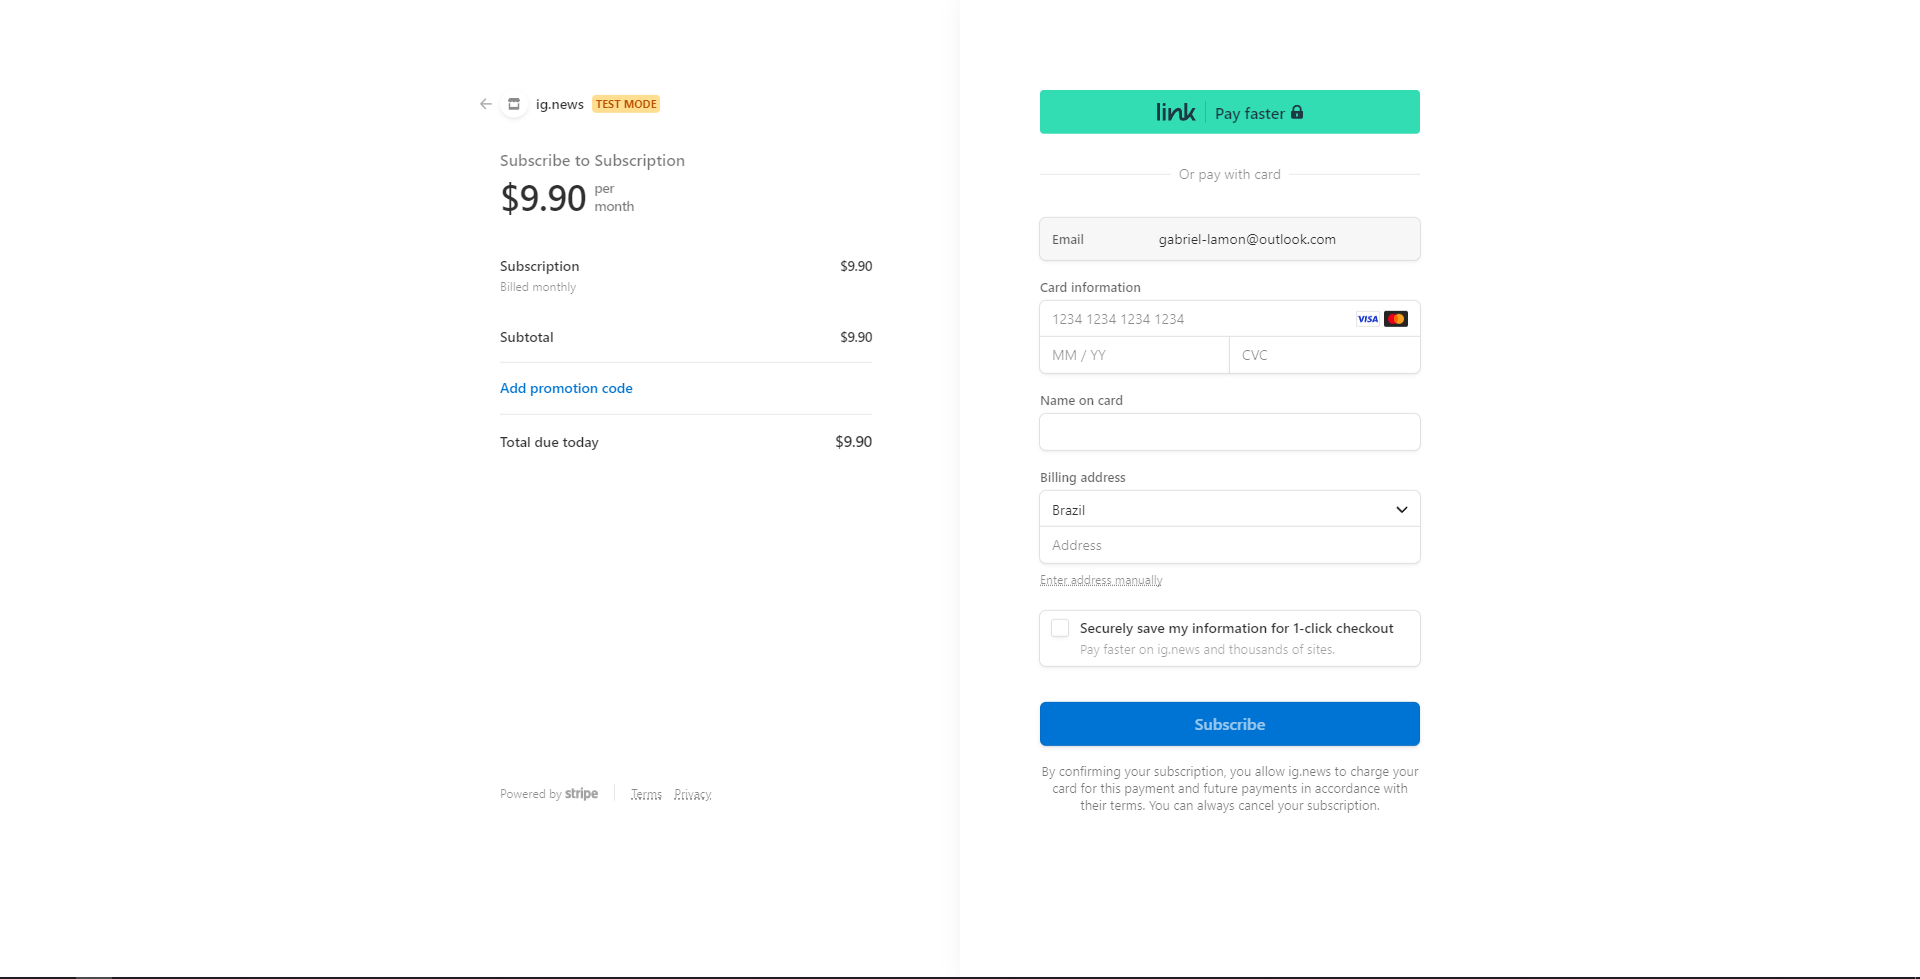 ig.news TEST MODE
Subscribe to Subscription
$9.90 per
month
Subscription $9.90
Billed monthly
Subtotal $9.90
Add promotion code
Total due today $9.90
Powered by stripe Terms Privacy
link Pay faster
Or pay with card
Email gabriel-lamon@outlook.com
Card information
1234 1234 1234 1234 VISA
MM / YY CVC
Name on card
Billing address
Brazil
Address
Enter address manually
Securely save my information for 1-click checkout
Pay faster on ig.news and thousands of sites.
Subscribe
By confirming your subscription, you allow ig.news to charge your
card for this payment and future payments in accordance with
their terms. You can always cancel your subscription.